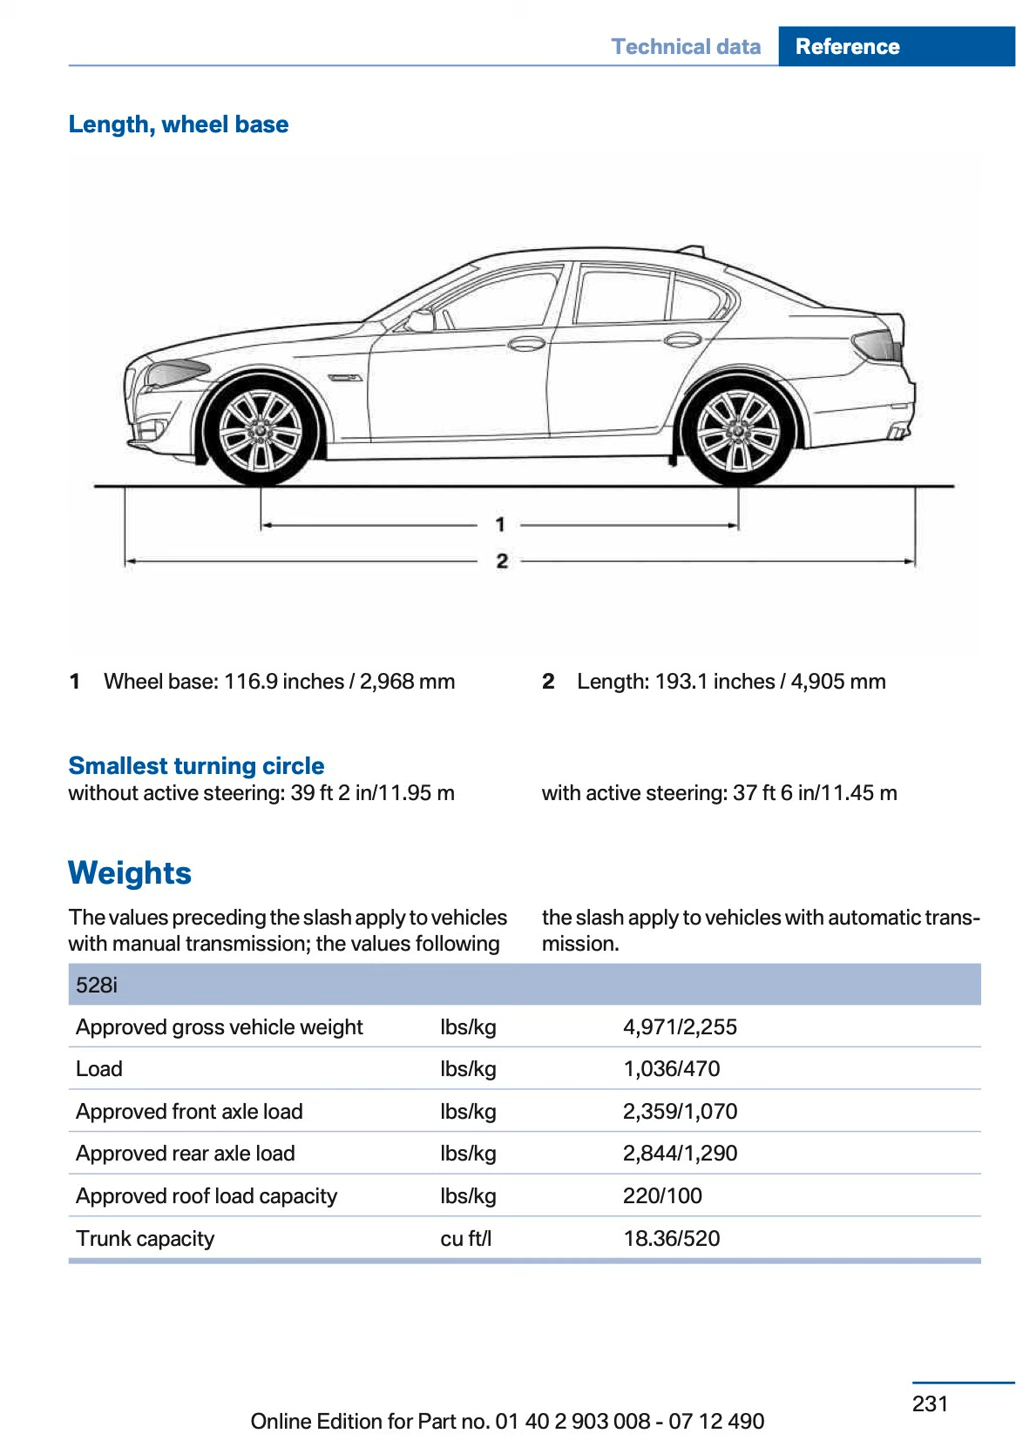 Technical data Reference
Length, wheel base
1
2
1 Wheel base: 116.9 inches / 2,968 mm
2 Length: 193.1 inches / 4,905 mm
Smallest turning circle
without active steering: 39 ft 2 in/11.95 m
with active steering: 37 ft 6 in/11.45 m
Weights
The values preceding the slash apply to vehicles
with manual transmission; the values following
the slash apply to vehicles with automatic trans-
mission.
528i
Approved gross vehicle weight lbs/kg 4,971/2,255
Load lbs/kg 1,036/470
Approved front axle load lbs/kg 2,359/1,070
Approved rear axle load lbs/kg 2,844/1,290
Approved roof load capacity lbs/kg 220/100
Trunk capacity cu ft/l 18.36/520
231
Online Edition for Part no. 01 40 2 903 008 - 07 12 490